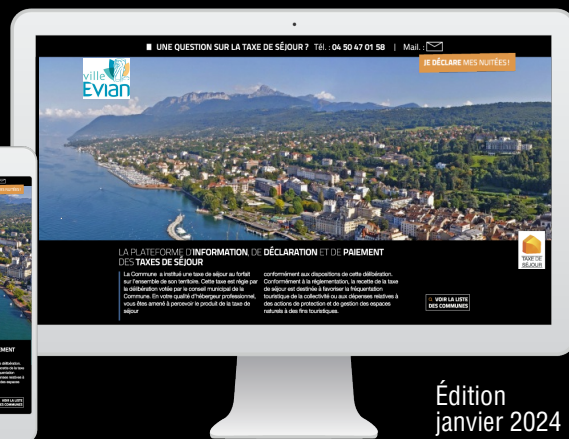 ■ UNE QUESTION SUR LA TAXE DE SÉJOUR ? Tél. : 04 50 47 01 58 | Mail. :
JE DÉCLARE MES NUITÉES !
ville
Evian
LA PLATEFORME D'INFORMATION, DE DÉCLARATION ET DE PAIEMENT
DES TAXES DE SÉJOUR
La Commune a institué une taxe de séjour au forfait
sur l'ensemble de son territoire. Cette taxe est régie par
la délibération votée par le conseil municipal de la
Commune. En votre qualité d'hébergeur professionnel,
vous êtes amené à percevoir le produit de la taxe de
séjour
conformément aux dispositions de cette délibération.
Conformément à la réglementation, la recette de la taxe
de séjour est destinée à favoriser la fréquentation
touristique de la collectivité ou aux dépenses relatives à
des actions de protection et de gestion des espaces
naturels à des fins touristiques.
TAXE DE
SÉJOUR
VOIR LA LISTE
DES COMMUNES
EMENT
VOIR LA LISTE
DES COMMUNES
Édition
janvier 2024